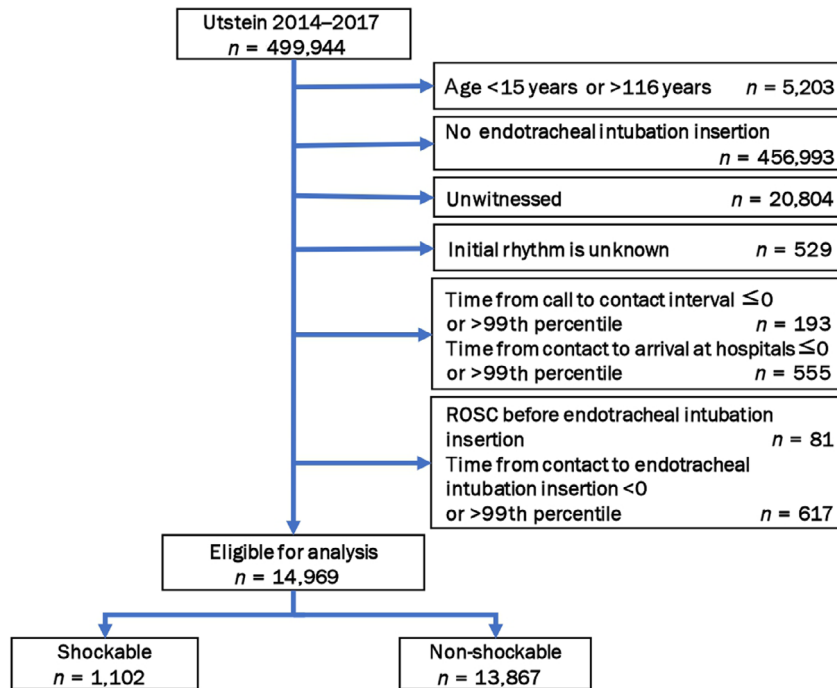 Utstein 2014–2017
n = 499,944
Age <15 years or >116 years n = 5,203
No endotracheal intubation insertion
n = 456,993
Unwitnessed n = 20,804
Initial rhythm is unknown n = 529
Time from call to contact interval ≦0
or >99th percentile n = 193
Time from contact to arrival at hospitals ≦0
or >99th percentile n = 555
ROSC before endotracheal intubation
insertion n = 81
Time from contact to endotracheal
intubation insertion <0
or >99th percentile n = 617
Eligible for analysis
n = 14,969
Shockable
n = 1,102
Non-shockable
n = 13,867